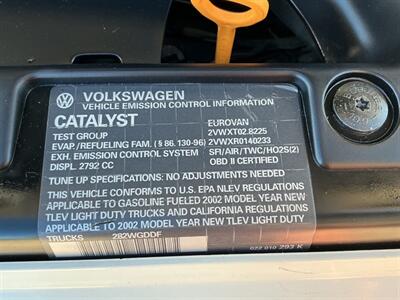 VOLKSWAGEN
VEHICLE EMISSION CONTROL INFORMATION
CATALYST EUROVAN
TEST GROUP 2VWXT02.8225
EVAP./REFUELING FAM. (§ 86.130-96) 2VWXR0140233
EXH. EMISSION CONTROL SYSTEM SFI/AIR/TWC/HO2S(2)
DISPL. 2792 CC OBD II CERTIFIED
TUNE UP SPECIFICATIONS: NO ADJUSTMENTS NEEDED
THIS VEHICLE CONFORMS TO U.S. EPA NLEV REGULATIONS
APPLICABLE TO GASOLINE FUELED 2002 MODEL YEAR NEW
TLEV LIGHT DUTY TRUCKS AND CALIFORNIA REGULATIONS
APPLICABLE TO 2002 MODEL YEAR NEW TLEV LIGHT DUTY
TRUCKS 282WGDDF
022 010 293 K